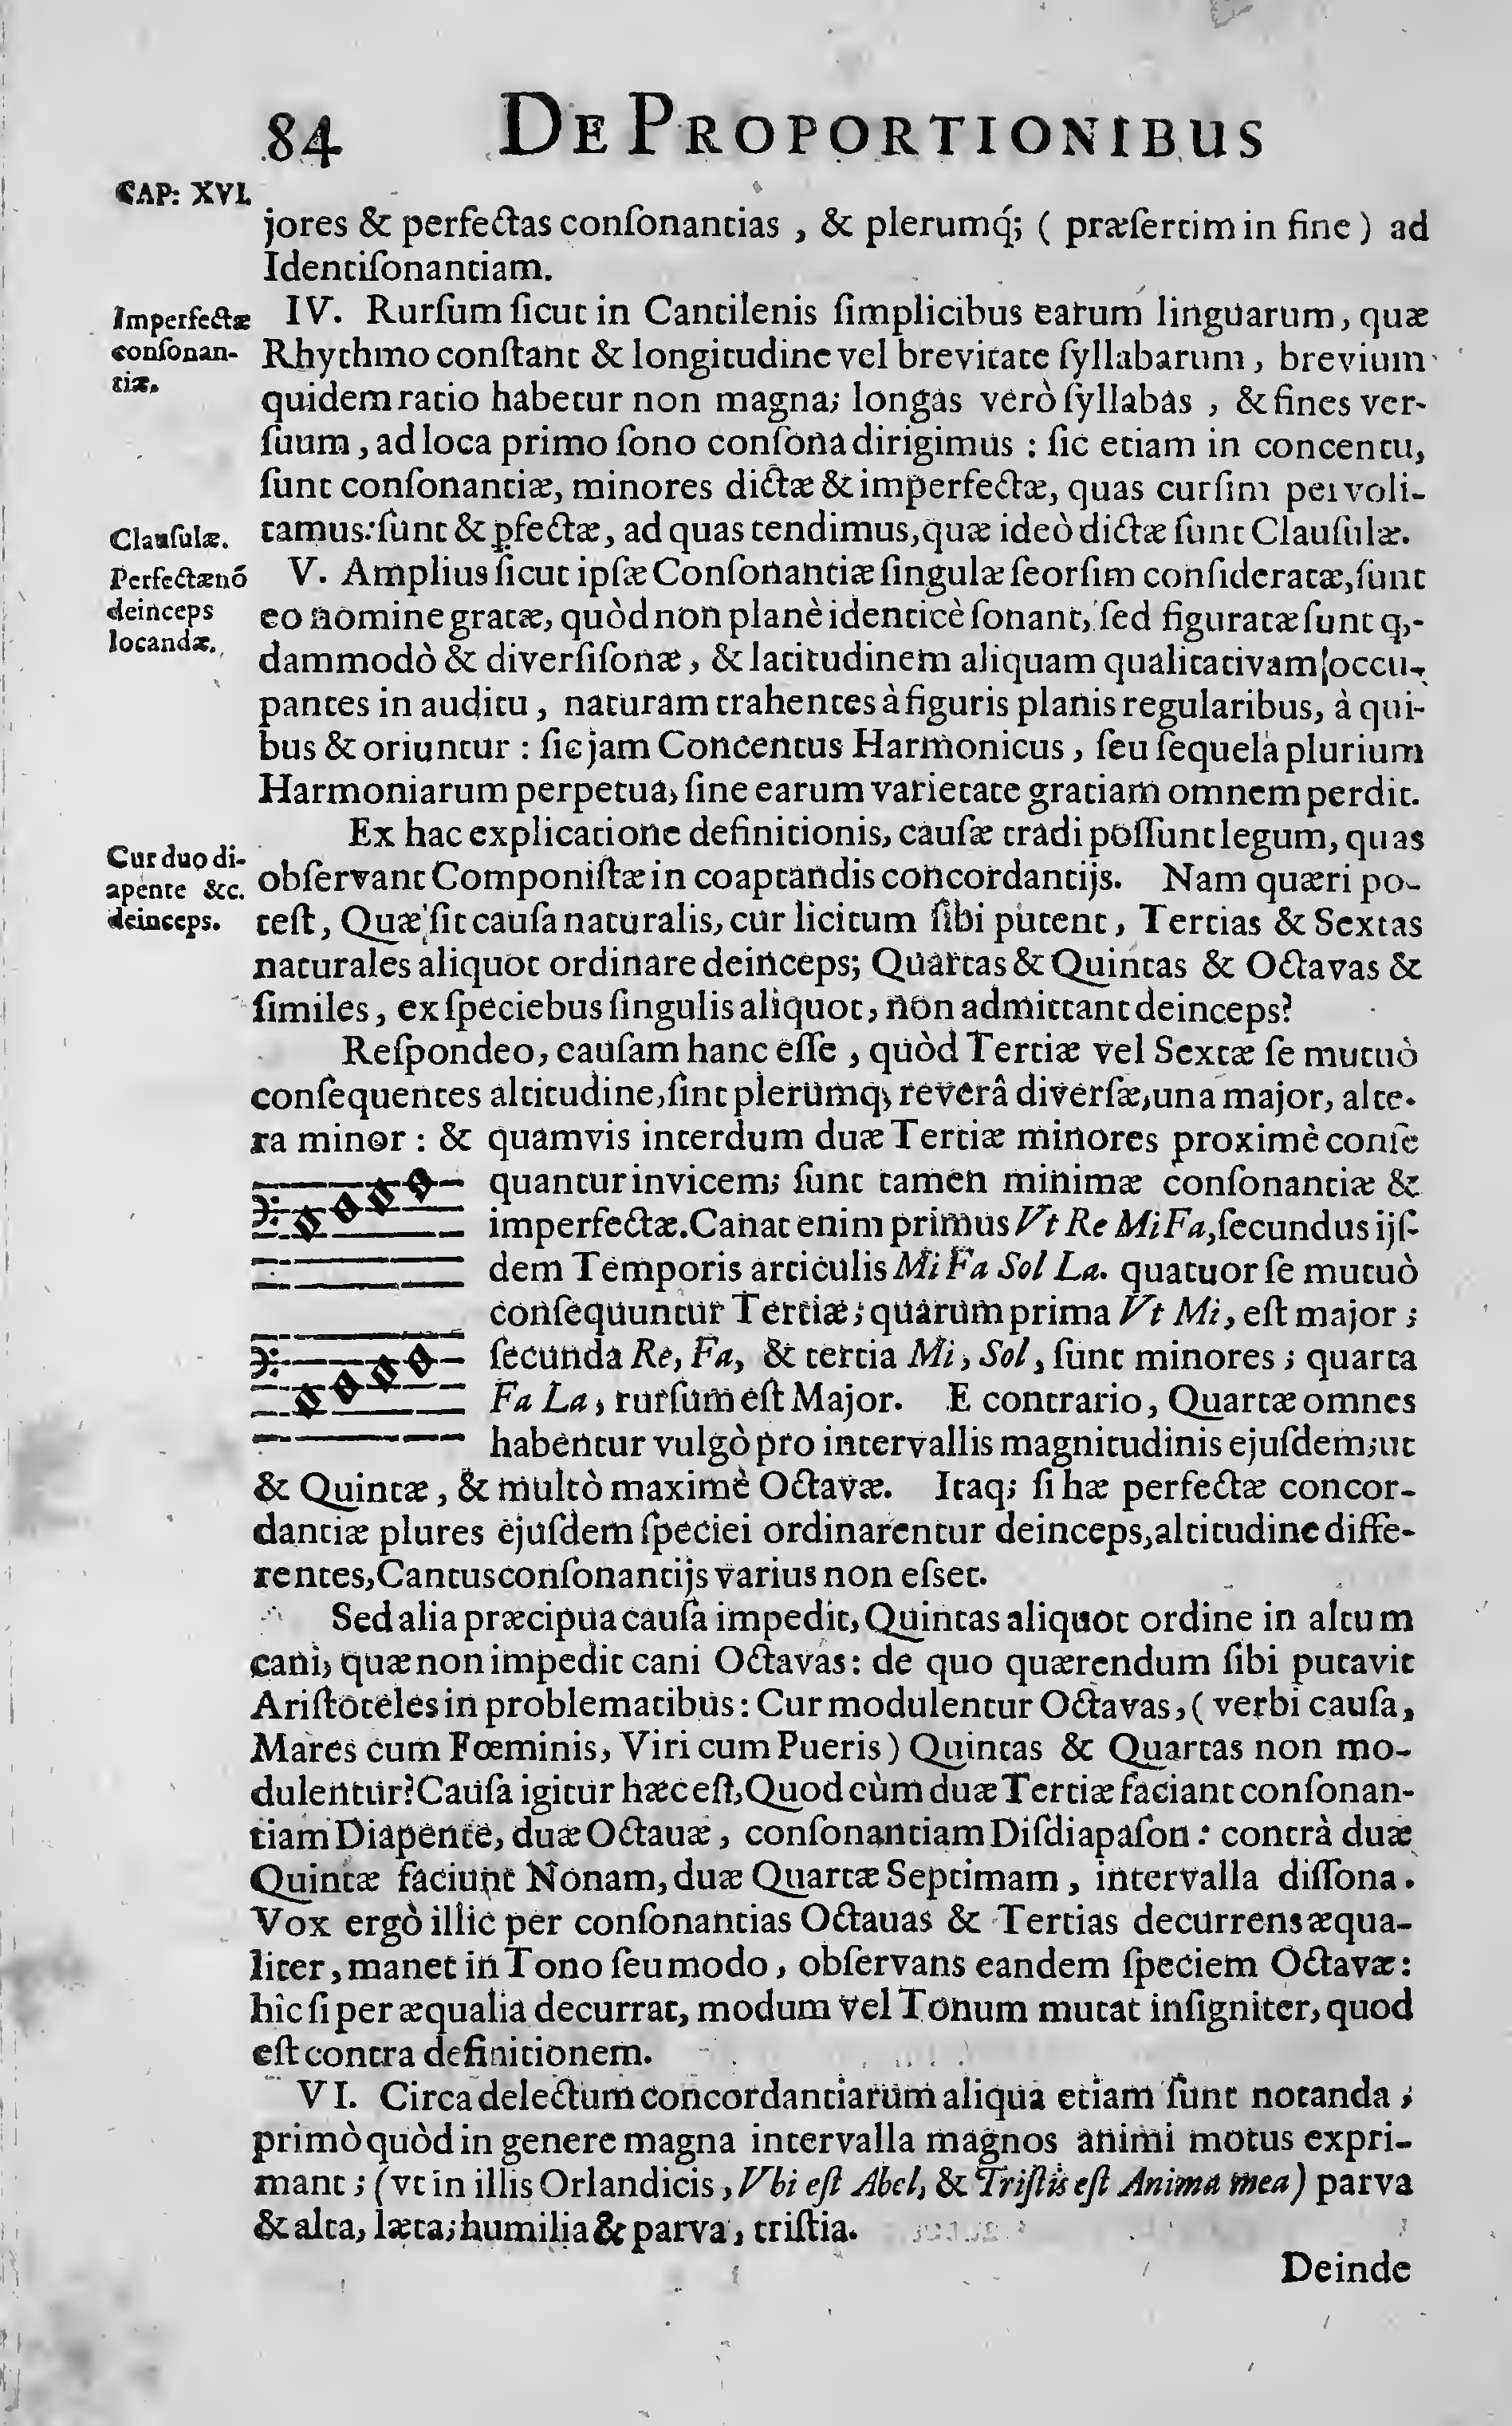 84 DE PROPORTIONIBUS
CAP: XVI.
jores & perfectas conſonantias, & plerumq́; (præſertim in fine) ad
Identiſonantiam.
Imperfectæ
conſonan-
tiæ.
IV. Rurſum ſicut in Cantilenis ſimplicibus earum linguarum, quæ
Rhythmo conſtant & longitudine vel brevitate ſyllabarum, brevium
quidem ratio habetur non magna; longas verò ſyllabas, & fines ver-
ſuum, ad loca primo ſono conſona dirigimus: ſic etiam in concentu,
ſunt conſonantiæ, minores dictæ & imperfectæ, quas curſim pervoli-
tamus: ſunt & ꝑfectæ, ad quas tendimus, quæ ideò dictæ ſunt Clauſulæ.
Clauſulæ.
Perfectæ nõ
deinceps
locandæ.
V. Amplius ſicut ipſæ Conſonantiæ ſingulæ ſeorſim conſideratæ, ſunt
eo nomine gratæ, quòd non planè identicè ſonant, ſed figuratæ ſunt q,-
dammodò & diverſiſonæ, & latitudinem aliquam qualitativam occu-
pantes in auditu, naturam trahentes à figuris planis regularibus, à qui-
bus & oriuntur: ſic jam Concentus Harmonicus, ſeu ſequela plurium
Harmoniarum perpetua, ſine earum varietate gratiam omnem perdit.
Cur duo di-
apente &c.
deinceps.
Ex hac explicatione definitionis, cauſæ tradi poſſunt legum, quas
obſervant Componiſtæ in coaptandis concordantijs. Nam quæri po-
teſt, Quæ ſit cauſa naturalis, cur licitum ſibi putent, Tertias & Sextas
naturales aliquot ordinare deinceps; Quartas & Quintas & Octavas &
ſimiles, ex ſpeciebus ſingulis aliquot, non admittant deinceps?
Reſpondeo, cauſam hanc eſſe, quòd Tertiæ vel Sextæ ſe mutuò
conſequentes altitudine, ſint plerumq; reverâ diverſæ, una major, alte-
ra minor: & quamvis interdum duæ Tertiæ minores proximè conſe
quantur invicem; ſunt tamen minimæ conſonantiæ &
imperfectæ. Canat enim primus Vt Re Mi Fa, ſecundus ijſ-
dem Temporis articulis Mi Fa Sol La. quatuor ſe mutuò
conſequuntur Tertiæ; quarum prima Vt Mi, eſt major;
ſecunda Re, Fa, & tertia Mi, Sol, ſunt minores; quarta
Fa La, rurſum eſt Major. E contrario, Quartæ omnes
habentur vulgò pro intervallis magnitudinis ejuſdem; ut
& Quintæ, & multò maximè Octavæ. Itaq; ſi hæ perfectæ concor-
dantiæ plures ejuſdem ſpeciei ordinarentur deinceps, altitudine diffe-
rentes, Cantus conſonantijs varius non eſset.
Sed alia præcipua cauſa impedit, Quintas aliquot ordine in altum
cani, quæ non impedit cani Octavas: de quo quærendum ſibi putavit
Ariſtoteles in problematibus: Cur modulentur Octavas, (verbi cauſa,
Mares cum Fœminis, Viri cum Pueris) Quintas & Quartas non mo-
dulentur? Cauſa igitur hæc eſt, Quod cùm duæ Tertiæ faciant conſonan-
tiam Diapente, duæ Octauæ, conſonantiam Diſdiapaſon: contrà duæ
Quintæ faciunt Nonam, duæ Quartæ Septimam, intervalla diſſona.
Vox ergò illic per conſonantias Octauas & Tertias decurrens æqua-
liter, manet in Tono ſeu modo, obſervans eandem ſpeciem Octavæ:
hîc ſi per æqualia decurrat, modum vel Tonum mutat inſigniter, quod
eſt contra definitionem.
VI. Circa delectum concordantiarum aliqua etiam ſunt notanda;
primò quòd in genere magna intervalla magnos animi motus expri-
mant; (vt in illis Orlandicis, Vbi eſt Abel, & Triſtis eſt Anima mea) parva
& alta, læta; humilia & parva, triſtia.
Deinde